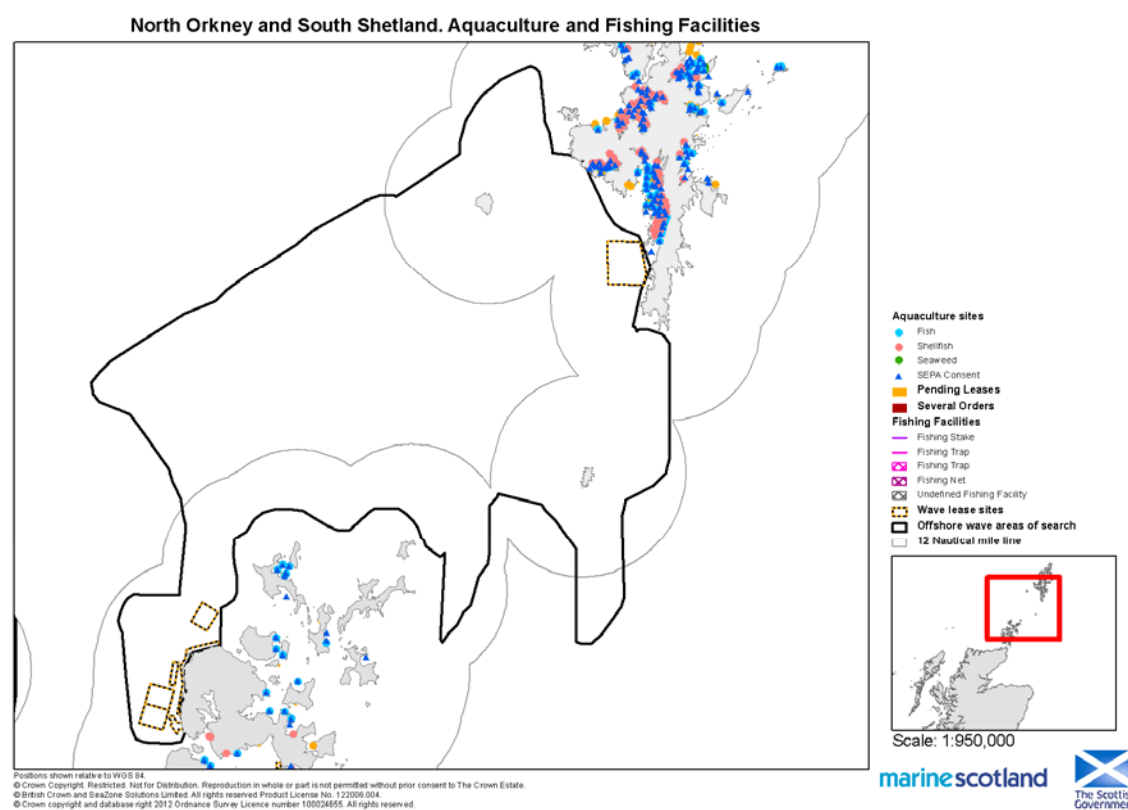 North Orkney and South Shetland. Aquaculture and Fishing Facilities
Aquaculture sites
Fish
Shellfish
Seaweed
SEPA Consent
Pending Leases
Several Orders
Fishing Facilities
Fishing Stake
Fishing Trap
Fishing Trap
Fishing Net
Undefined Fishing Facility
Wave lease sites
Offshore wave areas of search
12 Nautical mile line
Scale: 1:950,000
Positions shown relative to WGS 84.
© Crown Copyright. Restricted. Not for Distribution. Reproduction in whole or part is not permitted without prior consent to The Crown Estate.
© British Crown and SeaZone Solutions Limited. All rights reserved Product License No. 122006.004.
© Crown copyright and database right 2012 Ordnance Survey Licence number 100024655. All rights reserved.
marinescotland
The Scottis
Governme